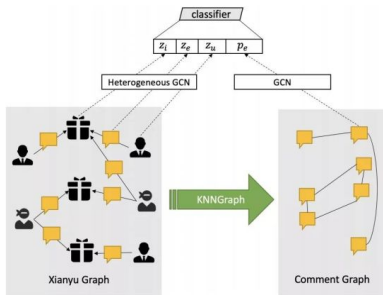 classifier
z_i z_e z_u p_e
Heterogeneous GCN
GCN
KNNGraph
Xianyu Graph
Comment Graph